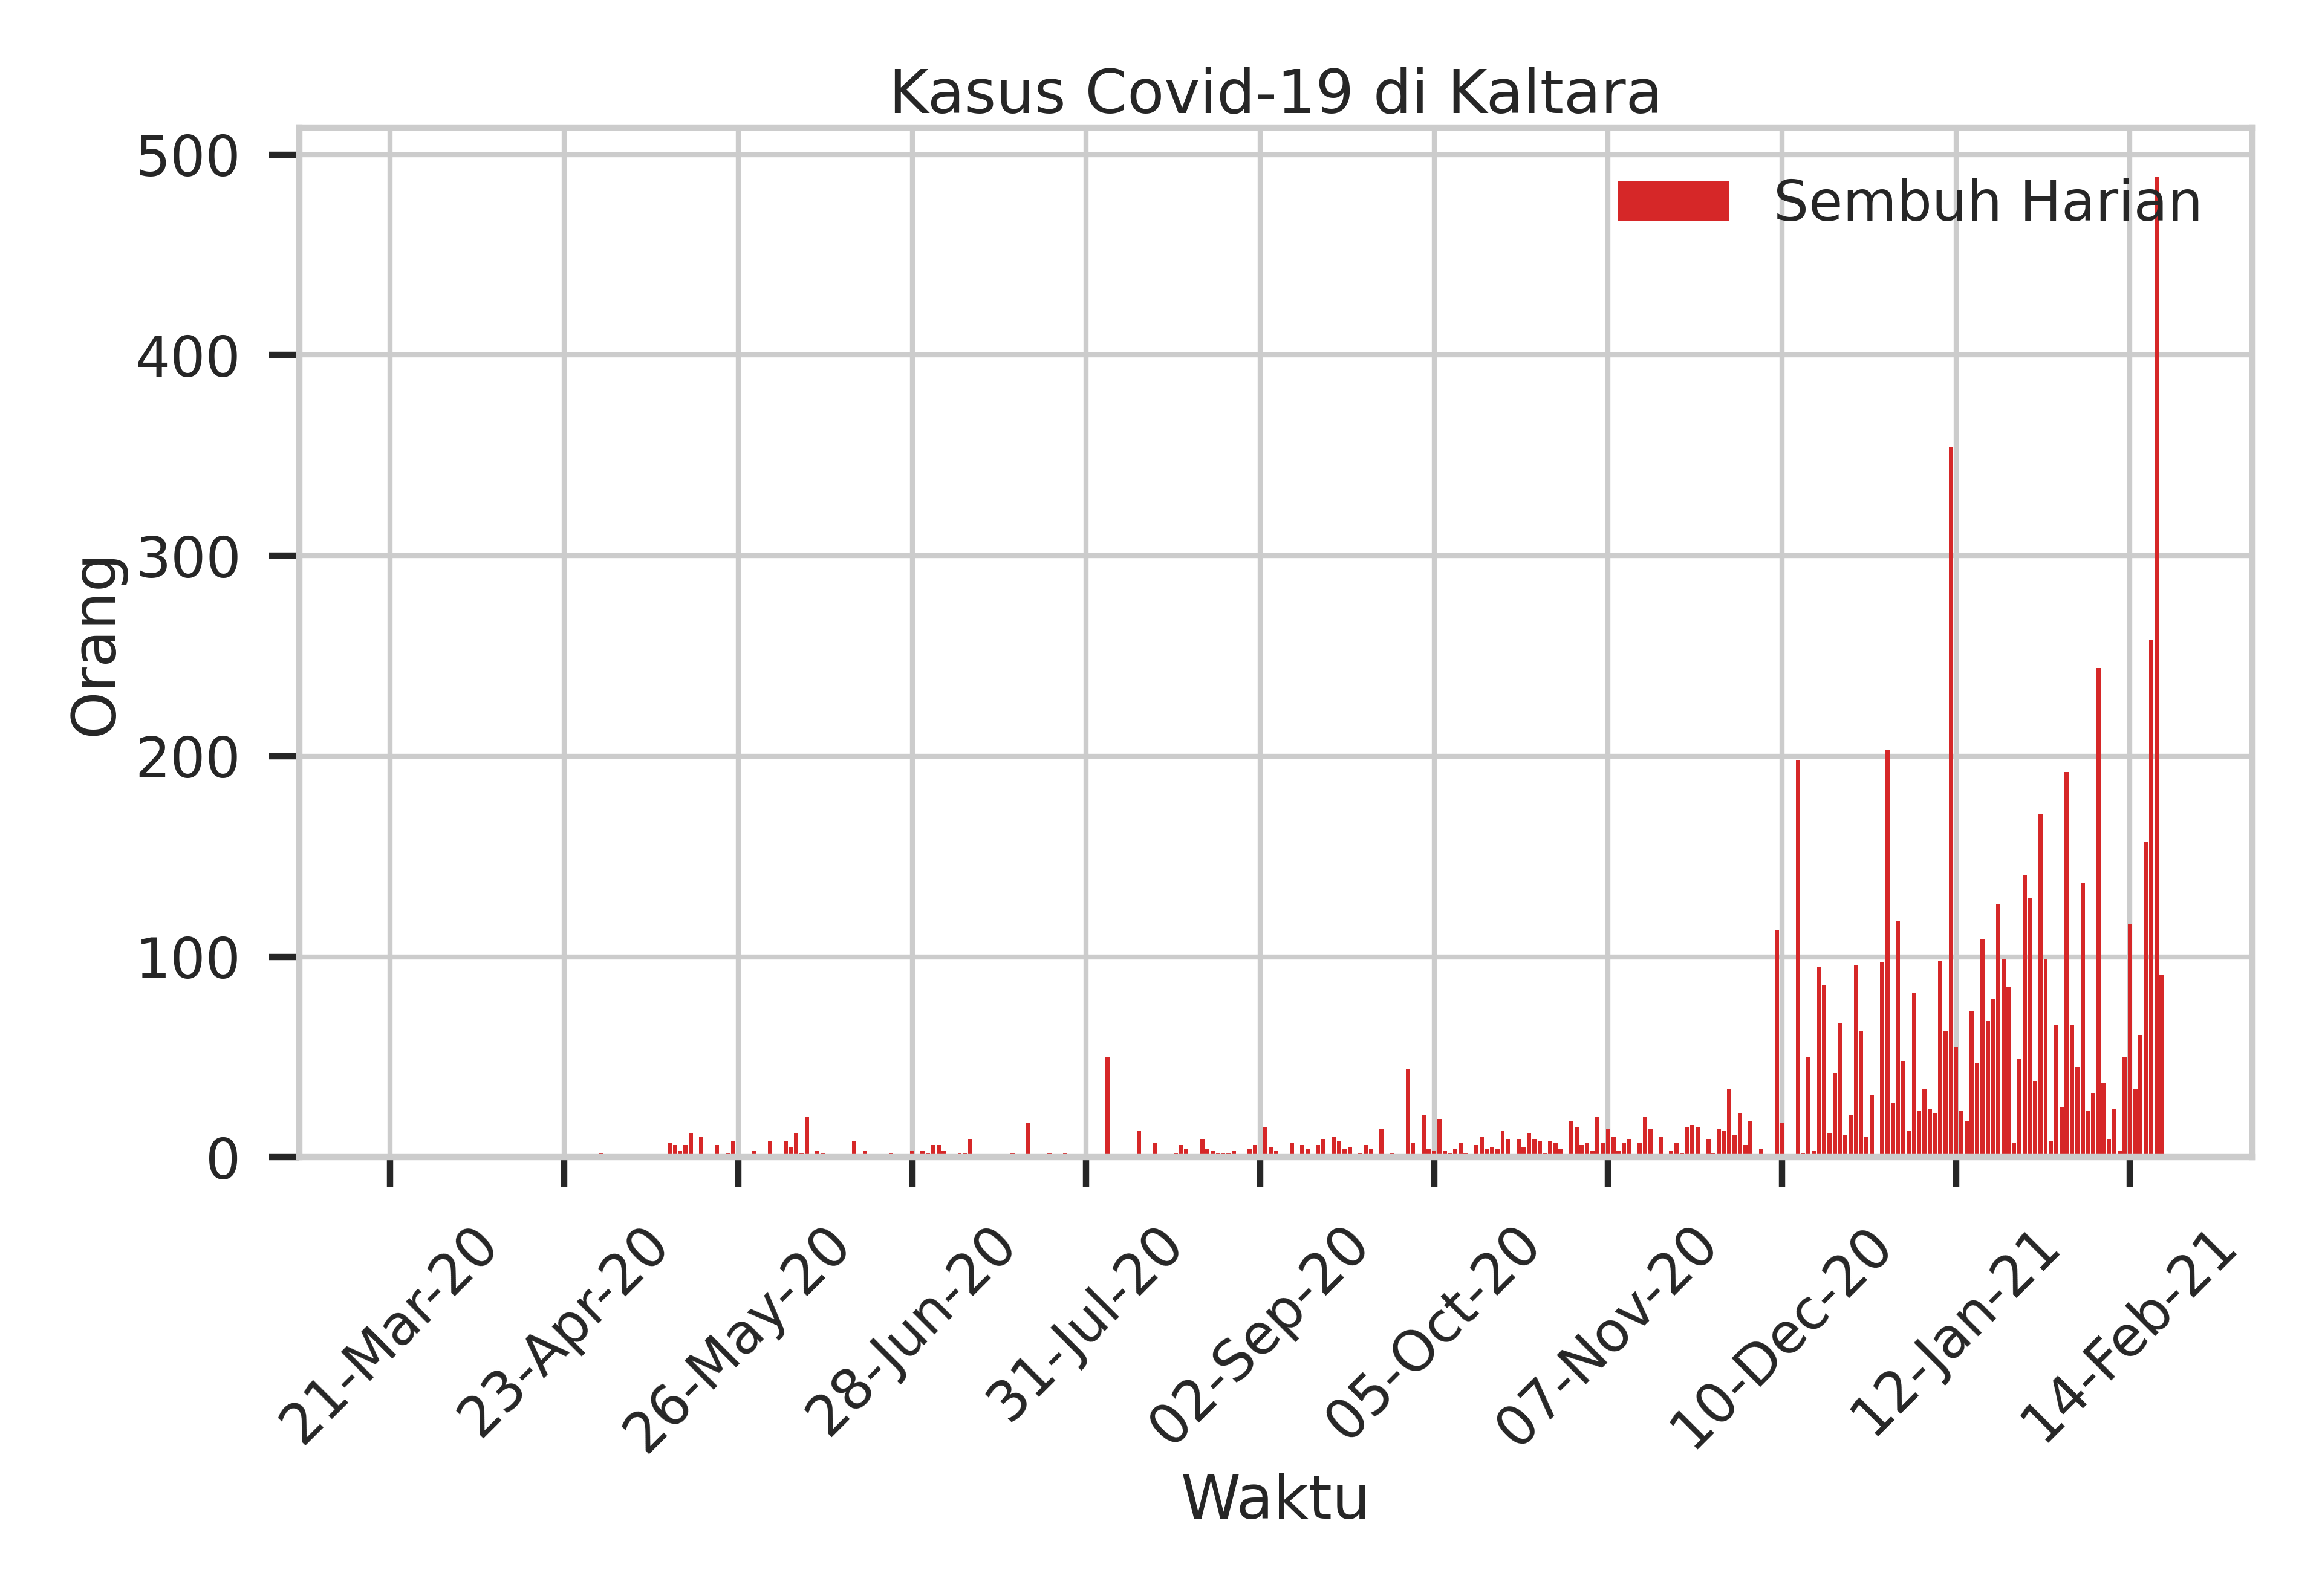 Kasus Covid-19 di Kaltara
Sembuh Harian
Orang
500
400
300
200
100
0
21-Mar-20
23-Apr-20
26-May-20
28-Jun-20
31-Jul-20
02-Sep-20
05-Oct-20
07-Nov-20
10-Dec-20
12-Jan-21
14-Feb-21
Waktu